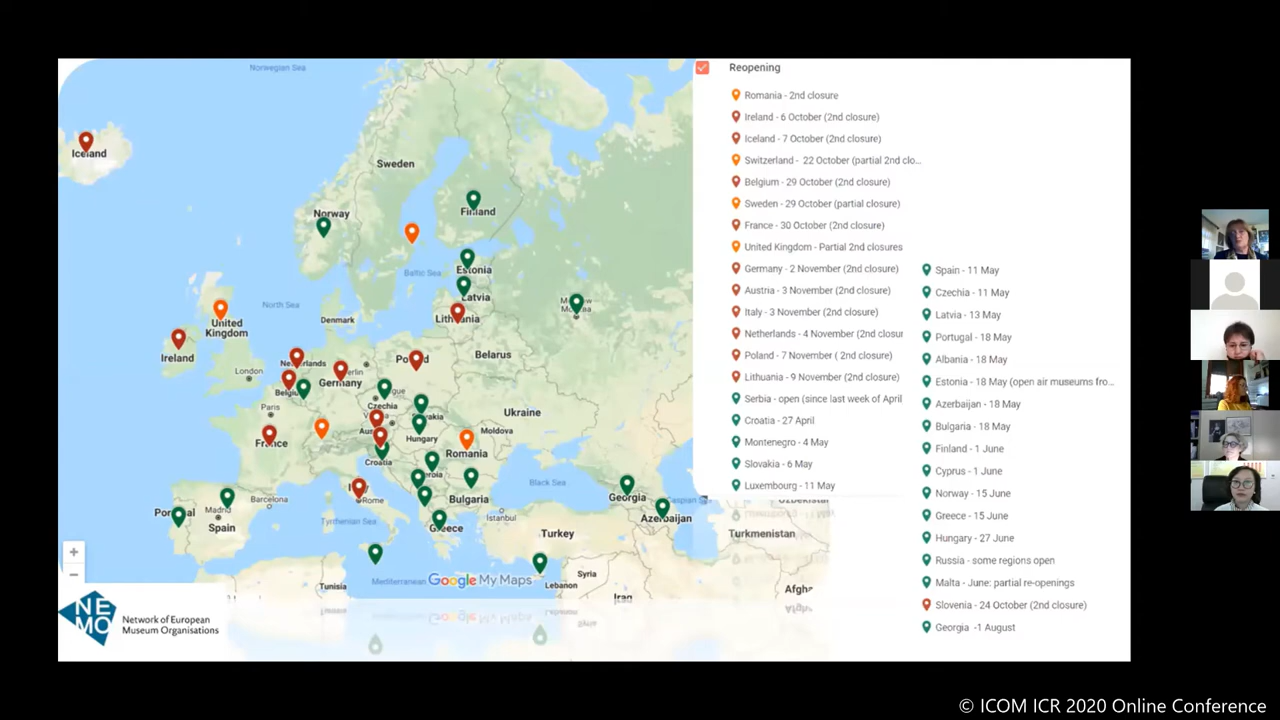 Norwegian Sea
Iceland
Sweden
Norway
Finland
Estonia
Baltic Sea
Latvia
North Sea
United
Kingdom
Denmark
Lithuania
Ireland
London
Netherlands
Poland
Belarus
Germany
Paris
Czechia
Ukraine
France
Hungary
Moldova
Croatia
Romania
Black Sea
Georgia
Rome
Bulgaria
Barcelona
Madrid
Portugal
Spain
Istanbul
Azerbaijan
Tyrrhenian Sea
Greece
Turkey
Turkmenistan
Mediterranean
Google My Maps
Syria
Tunisia
Lebanon
+
−
NE
MO
Network of European
Museum Organisations
Reopening
Romania - 2nd closure
Ireland - 6 October (2nd closure)
Iceland - 7 October (2nd closure)
Switzerland - 22 October (partial 2nd clo...
Belgium - 29 October (2nd closure)
Sweden - 29 October (partial closure)
France - 30 October (2nd closure)
United Kingdom - Partial 2nd closures
Germany - 2 November (2nd closure)
Austria - 3 November (2nd closure)
Italy - 3 November (2nd closure)
Netherlands - 4 November (2nd closur
Poland - 7 November ( 2nd closure)
Lithuania - 9 November (2nd closure)
Serbia - open (since last week of April
Croatia - 27 April
Montenegro - 4 May
Slovakia - 6 May
Luxembourg - 11 May
Spain - 11 May
Czechia - 11 May
Latvia - 13 May
Portugal - 18 May
Albania - 18 May
Estonia - 18 May (open air museums fro...
Azerbaijan - 18 May
Bulgaria - 18 May
Finland - 1 June
Cyprus - 1 June
Norway - 15 June
Greece - 15 June
Hungary - 27 June
Russia - some regions open
Malta - June: partial re-openings
Slovenia - 24 October (2nd closure)
Georgia -1 August
© ICOM ICR 2020 Online Conference